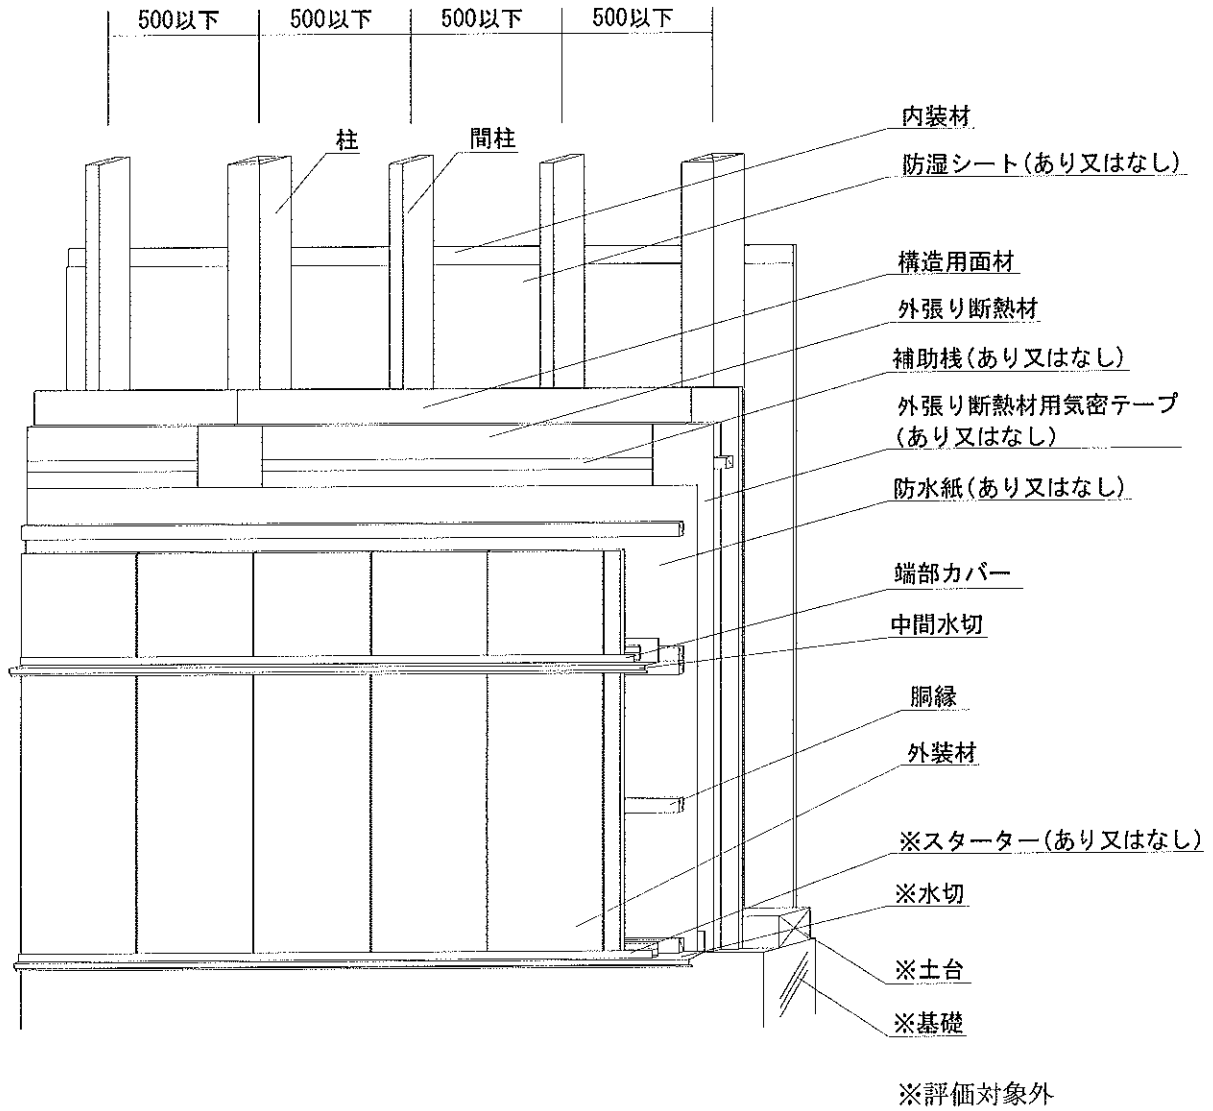 500以下 500以下 500以下 500以下
柱
間柱
内装材
防湿シート(あり又はなし)
構造用面材
外張り断熱材
補助桟(あり又はなし)
外張り断熱材用気密テープ
(あり又はなし)
防水紙(あり又はなし)
端部カバー
中間水切
胴縁
外装材
※スターター(あり又はなし)
※水切
※土台
※基礎
※評価対象外